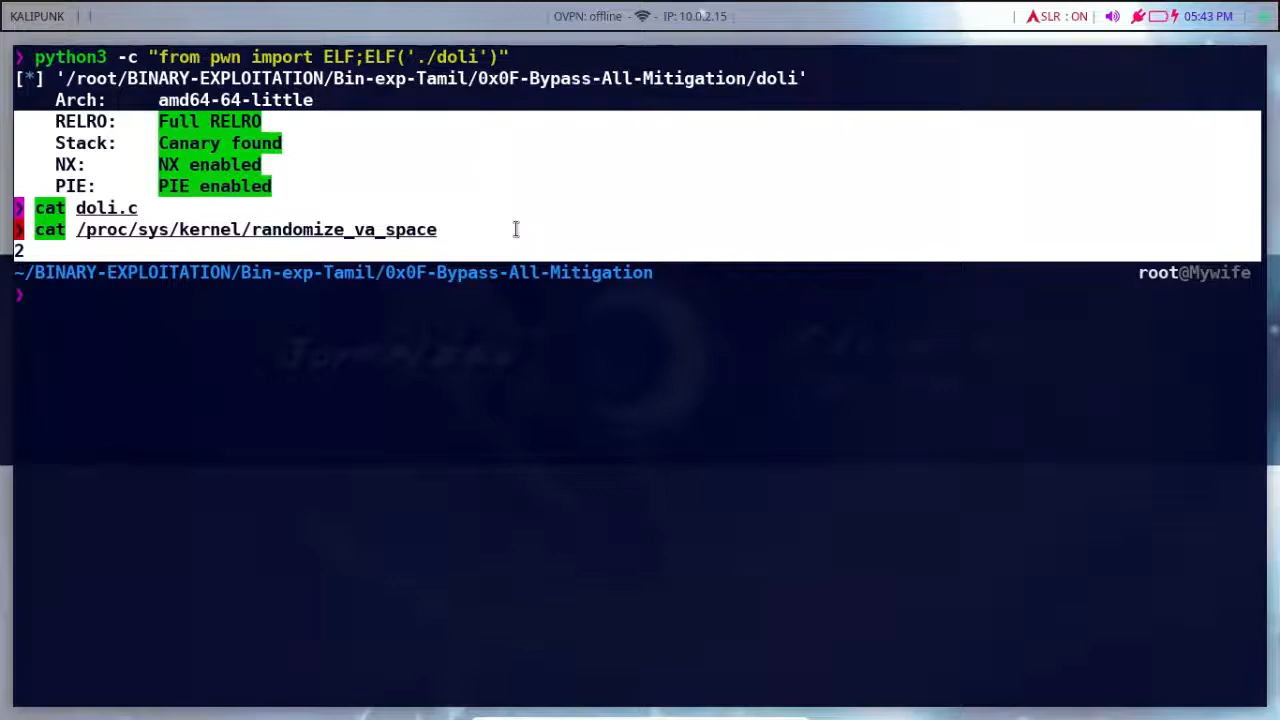 KALIPUNK OVPN: offline - IP: 10.0.2.15 | SLR : ON 05:43 PM
❯ python3 -c "from pwn import ELF;ELF('./doli')"
[*] '/root/BINARY-EXPLOITATION/Bin-exp-Tamil/0x0F-Bypass-All-Mitigation/doli'
Arch: amd64-64-little
RELRO: Full RELRO
Stack: Canary found
NX: NX enabled
PIE: PIE enabled
❯ cat doli.c
❯ cat /proc/sys/kernel/randomize_va_space
2
~/BINARY-EXPLOITATION/Bin-exp-Tamil/0x0F-Bypass-All-Mitigation root@Mywife
❯